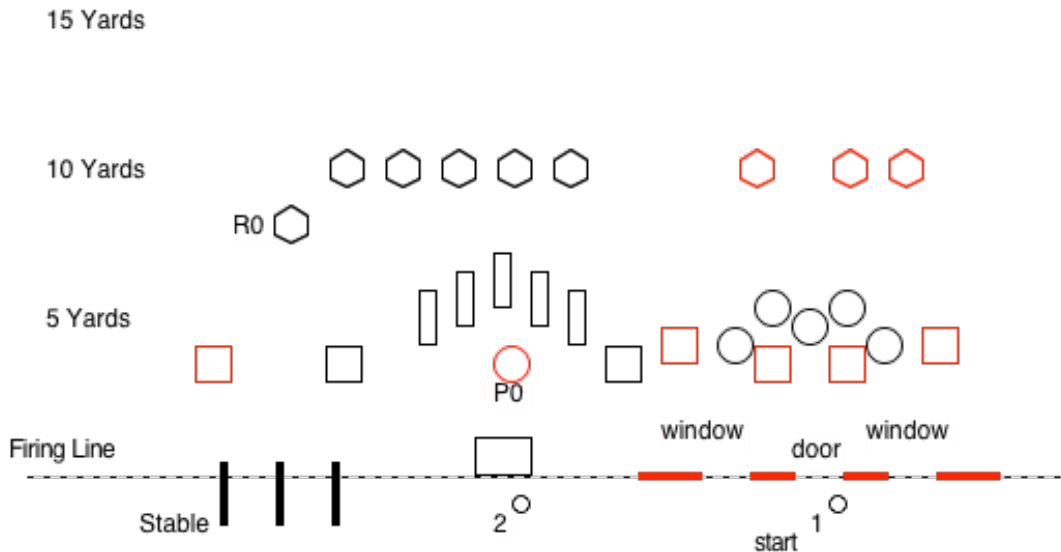 15 Yards
10 Yards
R0
5 Yards
P0
window
window
door
Firing Line
Stable
2
1
start